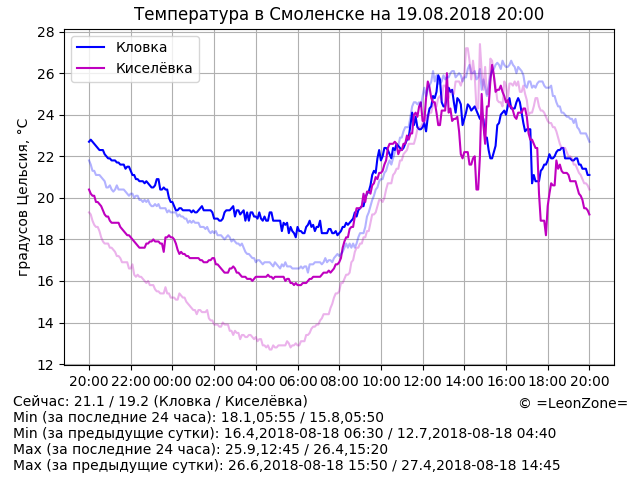 Температура в Смоленске на 19.08.2018 20:00
Кловка
Киселёвка
градусов Цельсия, °C
28
26
24
22
20
18
16
14
12
20:00 22:00 00:00 02:00 04:00 06:00 08:00 10:00 12:00 14:00 16:00 18:00 20:00
Сейчас: 21.1 / 19.2 (Кловка / Киселёвка)
© =LeonZone=
Min (за последние 24 часа): 18.1,05:55 / 15.8,05:50
Min (за предыдущие сутки): 16.4,2018-08-18 06:30 / 12.7,2018-08-18 04:40
Max (за последние 24 часа): 25.9,12:45 / 26.4,15:20
Max (за предыдущие сутки): 26.6,2018-08-18 15:50 / 27.4,2018-08-18 14:45